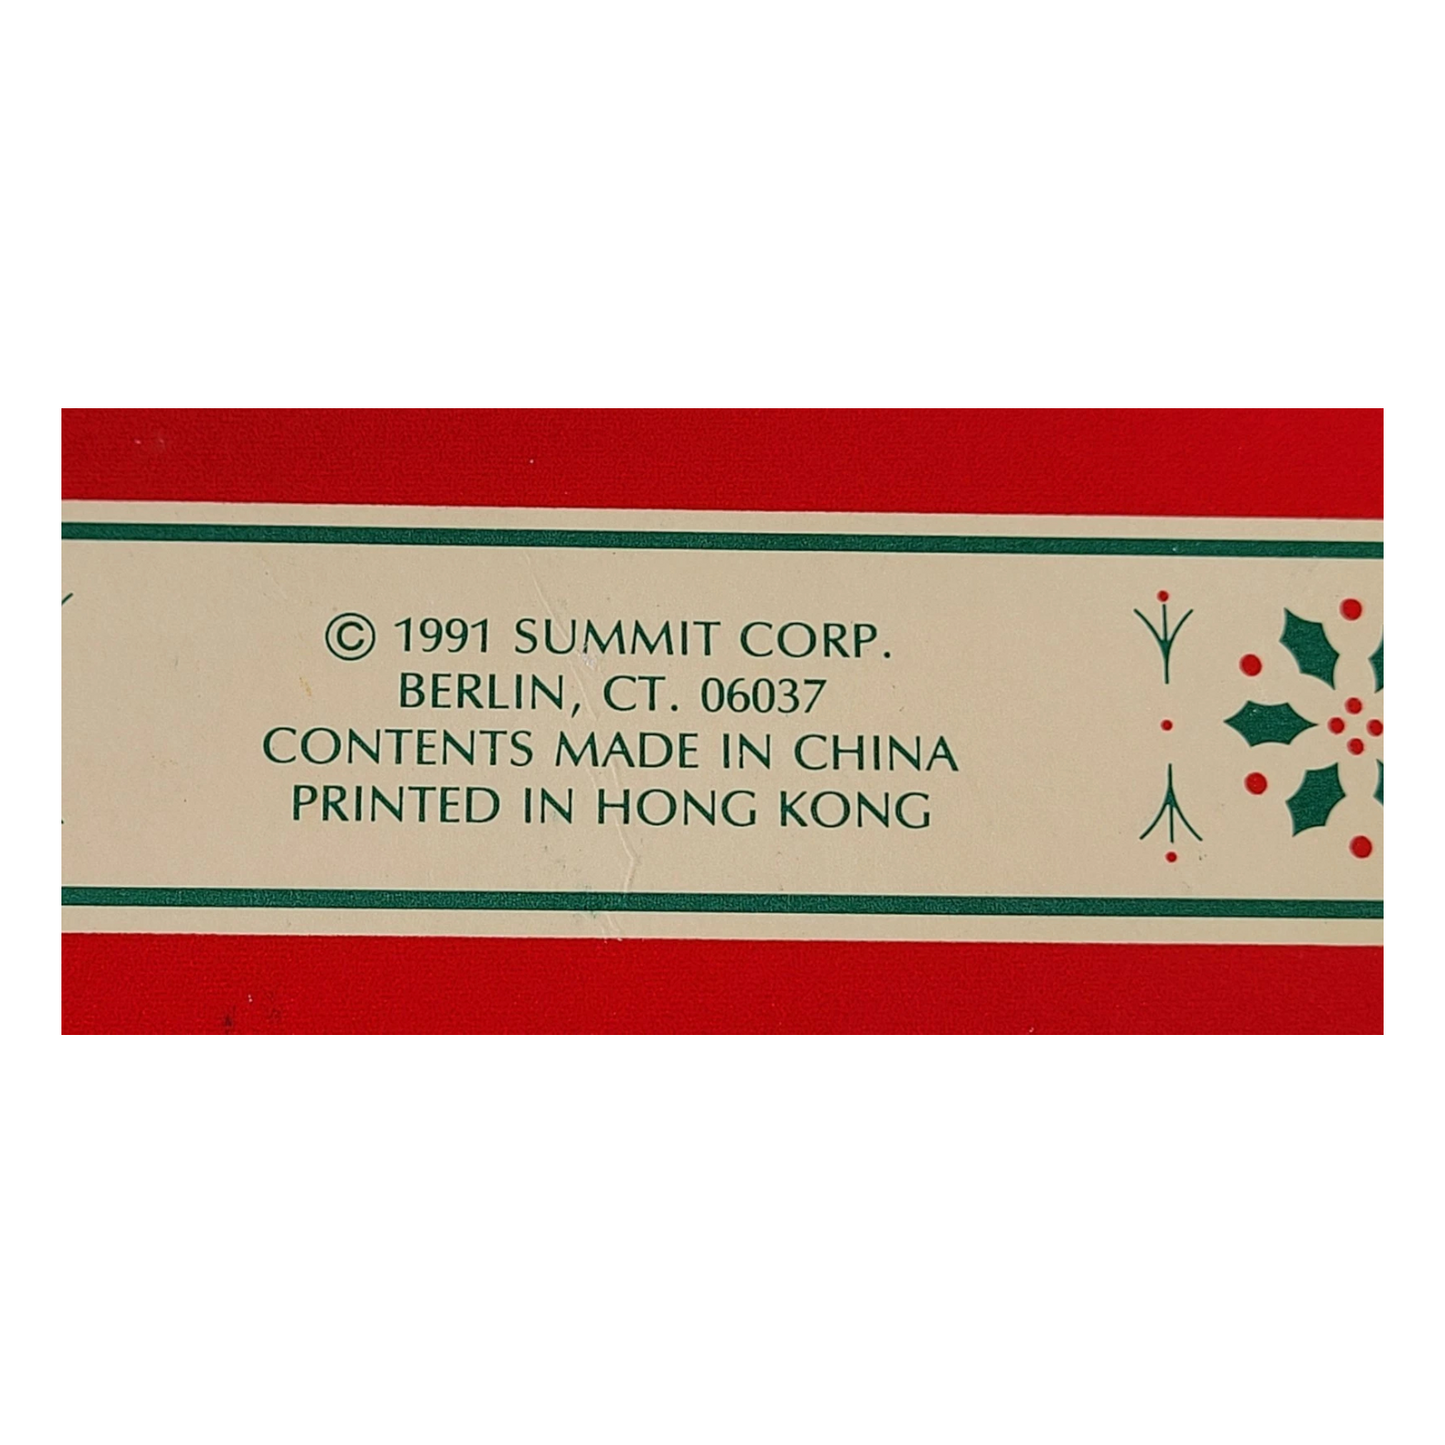 © 1991 SUMMIT CORP.
BERLIN, CT. 06037
CONTENTS MADE IN CHINA
PRINTED IN HONG KONG